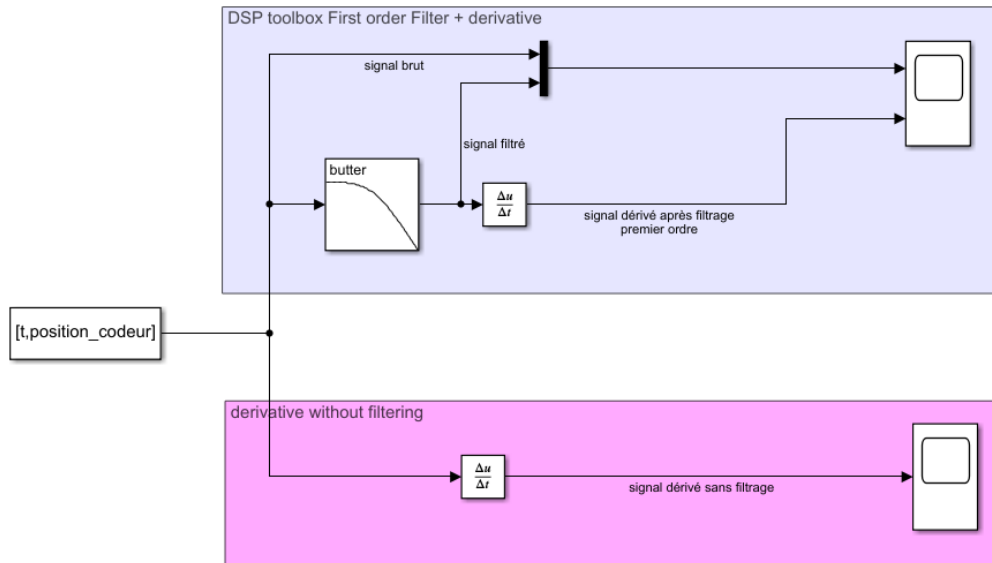 DSP toolbox First order Filter + derivative
signal brut
signal filtré
butter
Δu
Δt
signal dérivé après filtrage
premier ordre
[t,position_codeur]
derivative without filtering
Δu
Δt
signal dérivé sans filtrage